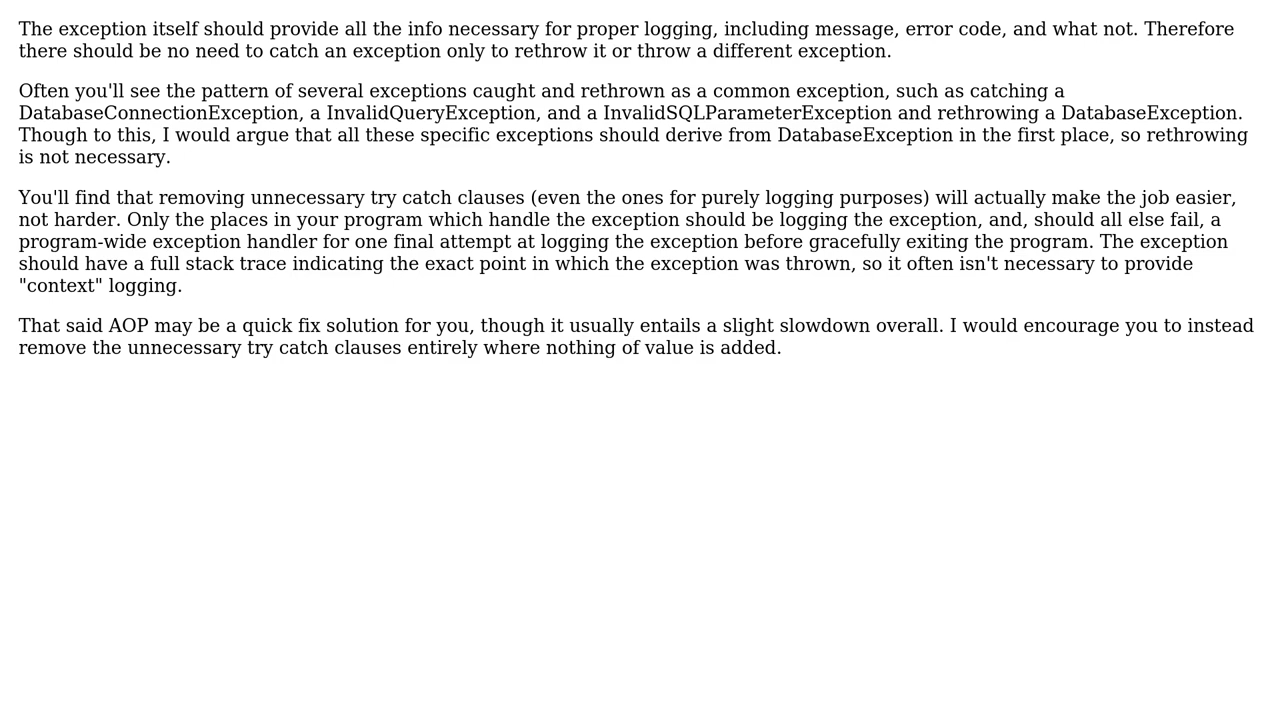 The exception itself should provide all the info necessary for proper logging, including message, error code, and what not. Therefore
there should be no need to catch an exception only to rethrow it or throw a different exception.
Often you'll see the pattern of several exceptions caught and rethrown as a common exception, such as catching a
DatabaseConnectionException, a InvalidQueryException, and a InvalidSQLParameterException and rethrowing a DatabaseException.
Though to this, I would argue that all these specific exceptions should derive from DatabaseException in the first place, so rethrowing
is not necessary.
You'll find that removing unnecessary try catch clauses (even the ones for purely logging purposes) will actually make the job easier,
not harder. Only the places in your program which handle the exception should be logging the exception, and, should all else fail, a
program-wide exception handler for one final attempt at logging the exception before gracefully exiting the program. The exception
should have a full stack trace indicating the exact point in which the exception was thrown, so it often isn't necessary to provide
"context" logging.
That said AOP may be a quick fix solution for you, though it usually entails a slight slowdown overall. I would encourage you to instead
remove the unnecessary try catch clauses entirely where nothing of value is added.